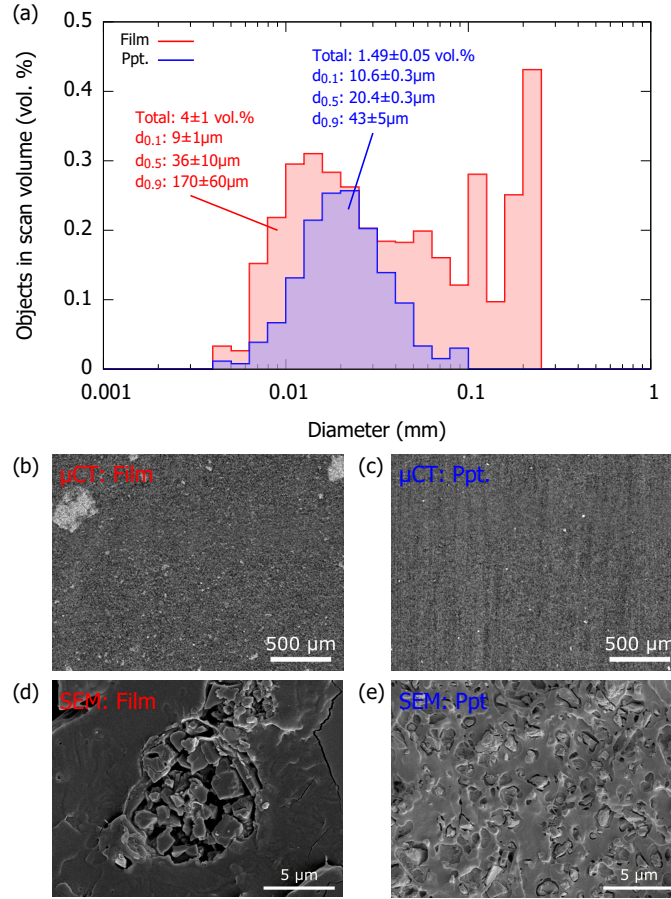 (a)
0.5
0.4
0.3
0.2
0.1
0
Objects in scan volume (vol. %)
Film
Ppt.
Total: 4±1 vol.%
d0.1: 9±1µm
d0.5: 36±10µm
d0.9: 170±60µm
Total: 1.49±0.05 vol.%
d0.1: 10.6±0.3µm
d0.5: 20.4±0.3µm
d0.9: 43±5µm
0.001 0.01 0.1 1
Diameter (mm)
(b) µCT: Film
500 µm
(c) µCT: Ppt.
500 µm
(d) SEM: Film
5 µm
(e) SEM: Ppt
5 µm